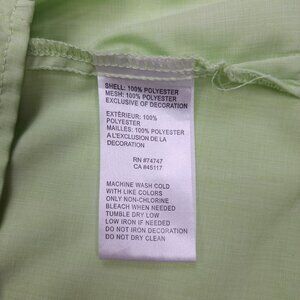 SHELL: 100% POLYESTER
MESH: 100% POLYESTER
EXCLUSIVE OF DECORATION
EXTÉRIEUR: 100%
POLYESTER
MAILLES: 100% POLYESTER
A L'EXCLUSION DE LA
DECORATION
RN #74747
CA #45117
MACHINE WASH COLD
WITH LIKE COLORS
ONLY NON-CHLORINE
BLEACH WHEN NEEDED
TUMBLE DRY LOW
LOW IRON IF NEEDED
DO NOT IRON DECORATION
DO NOT DRY CLEAN